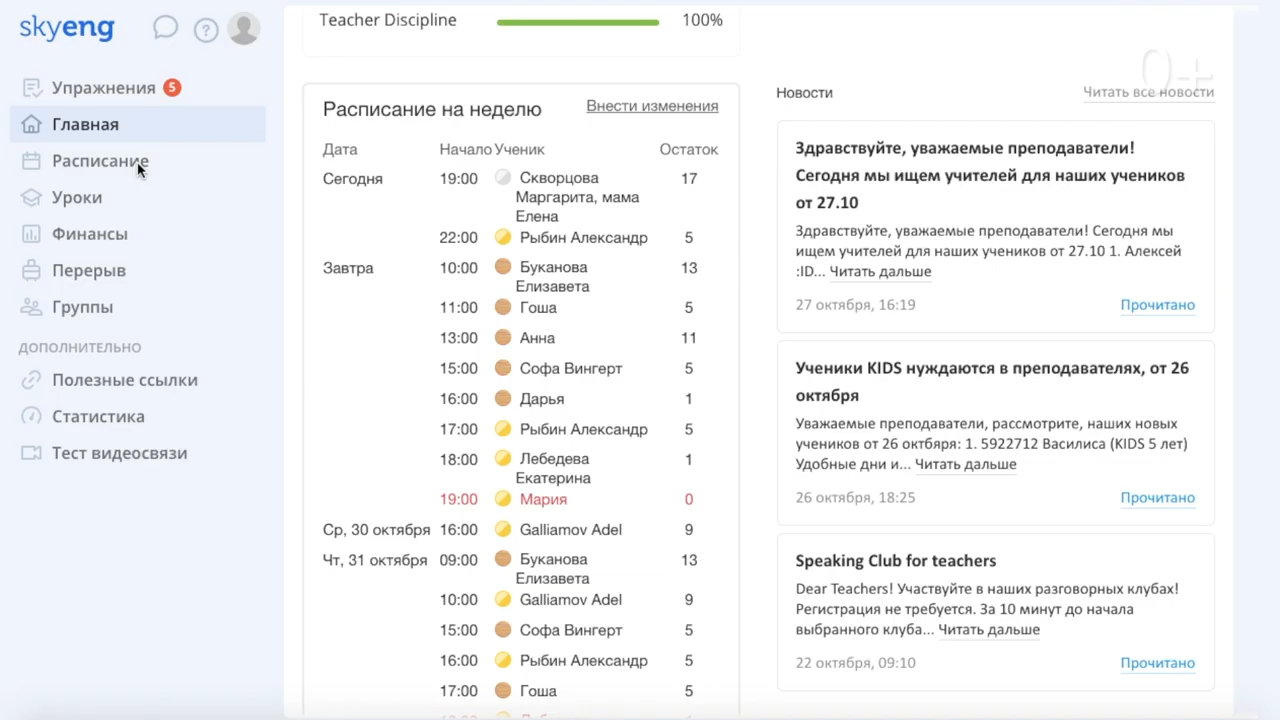 skyeng
?
Упражнения 5
Главная
Расписание
Уроки
Финансы
Перерыв
Группы
ДОПОЛНИТЕЛЬНО
Полезные ссылки
Статистика
Тест видеосвязи
Teacher Discipline 100%
Расписание на неделю Внести изменения
Дата Начало Ученик Остаток
Сегодня 19:00 Скворцова 17
Маргарита, мама
Елена
22:00 Рыбин Александр 5
Завтра 10:00 Буканова 13
Елизавета
11:00 Гоша 5
13:00 Анна 11
15:00 Софа Вингерт 5
16:00 Дарья 1
17:00 Рыбин Александр 5
18:00 Лебедева 1
Екатерина
19:00 Мария 0
Ср, 30 октября 16:00 Galliamov Adel 9
Чт, 31 октября 09:00 Буканова 13
Елизавета
10:00 Galliamov Adel 9
15:00 Софа Вингерт 5
16:00 Рыбин Александр 5
17:00 Гоша 5
0+
Новости Читать все новости
Здравствуйте, уважаемые преподаватели!
Сегодня мы ищем учителей для наших учеников
от 27.10
Здравствуйте, уважаемые преподаватели! Сегодня мы
ищем учителей для наших учеников от 27.10 1. Алексей
:ID... Читать дальше
27 октября, 16:19 Прочитано
Ученики KIDS нуждаются в преподавателях, от 26
октября
Уважаемые преподаватели, рассмотрите, наших новых
учеников от 26 октбяря: 1. 5922712 Василиса (KIDS 5 лет)
Удобные дни и... Читать дальше
26 октября, 18:25 Прочитано
Speaking Club for teachers
Dear Teachers! Участвуйте в наших разговорных клубах!
Регистрация не требуется. За 10 минут до начала
выбранного клуба... Читать дальше
22 октября, 09:10 Прочитано